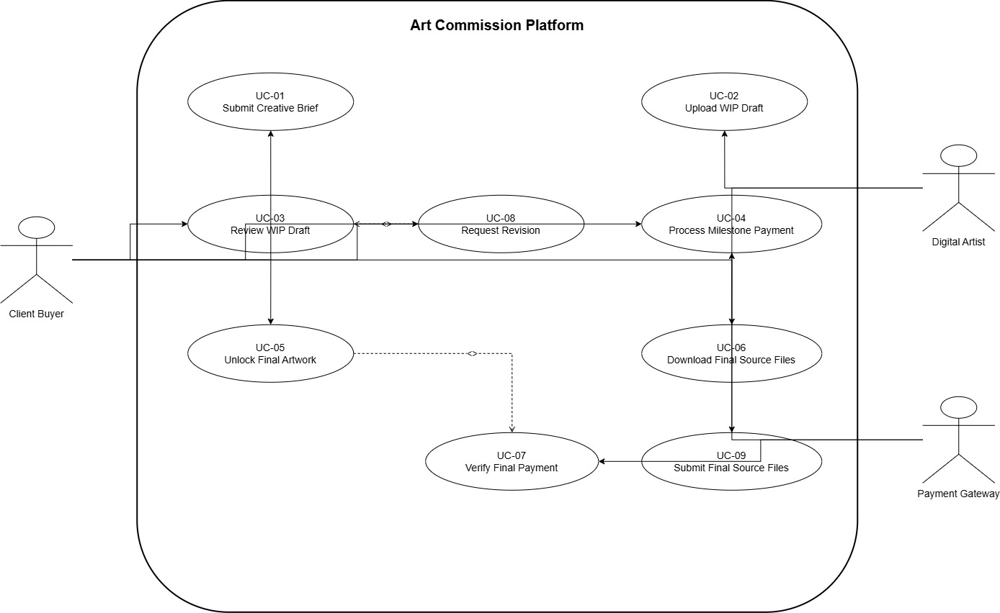 Art Commission Platform
UC-01
Submit Creative Brief
UC-02
Upload WIP Draft
UC-03
Review WIP Draft
UC-08
Request Revision
UC-04
Process Milestone Payment
Digital Artist
Client Buyer
UC-05
Unlock Final Artwork
UC-06
Download Final Source Files
UC-07
Verify Final Payment
UC-09
Submit Final Source Files
Payment Gateway